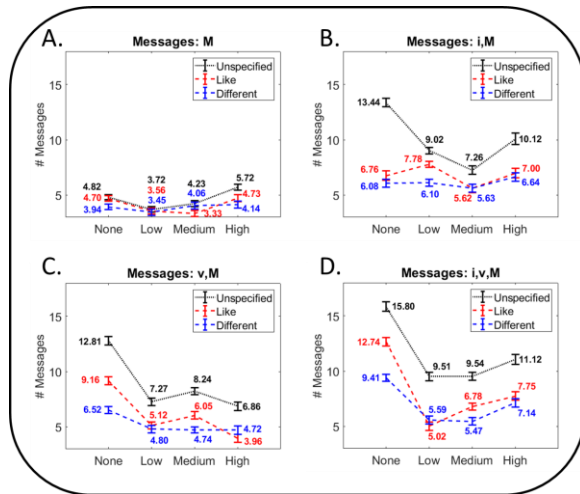 A.
Messages: M
# Messages
15
10
5
Unspecified
Like
Different
4.82
4.70
3.94
3.72
3.56
3.45
4.23
4.06
3.33
5.72
4.73
4.14
None Low Medium High
B.
Messages: i,M
# Messages
15
10
5
Unspecified
Like
Different
13.44
6.76
6.08
9.02
7.78
6.10
7.26
5.62
5.63
10.12
7.00
6.64
None Low Medium High
C.
Messages: v,M
# Messages
15
10
5
Unspecified
Like
Different
12.81
9.16
6.52
7.27
5.12
4.80
8.24
6.05
4.74
6.86
4.72
3.96
None Low Medium High
D.
Messages: i,v,M
# Messages
15
10
5
Unspecified
Like
Different
15.80
12.74
9.41
9.51
5.59
5.02
9.54
6.78
5.47
11.12
7.75
7.14
None Low Medium High